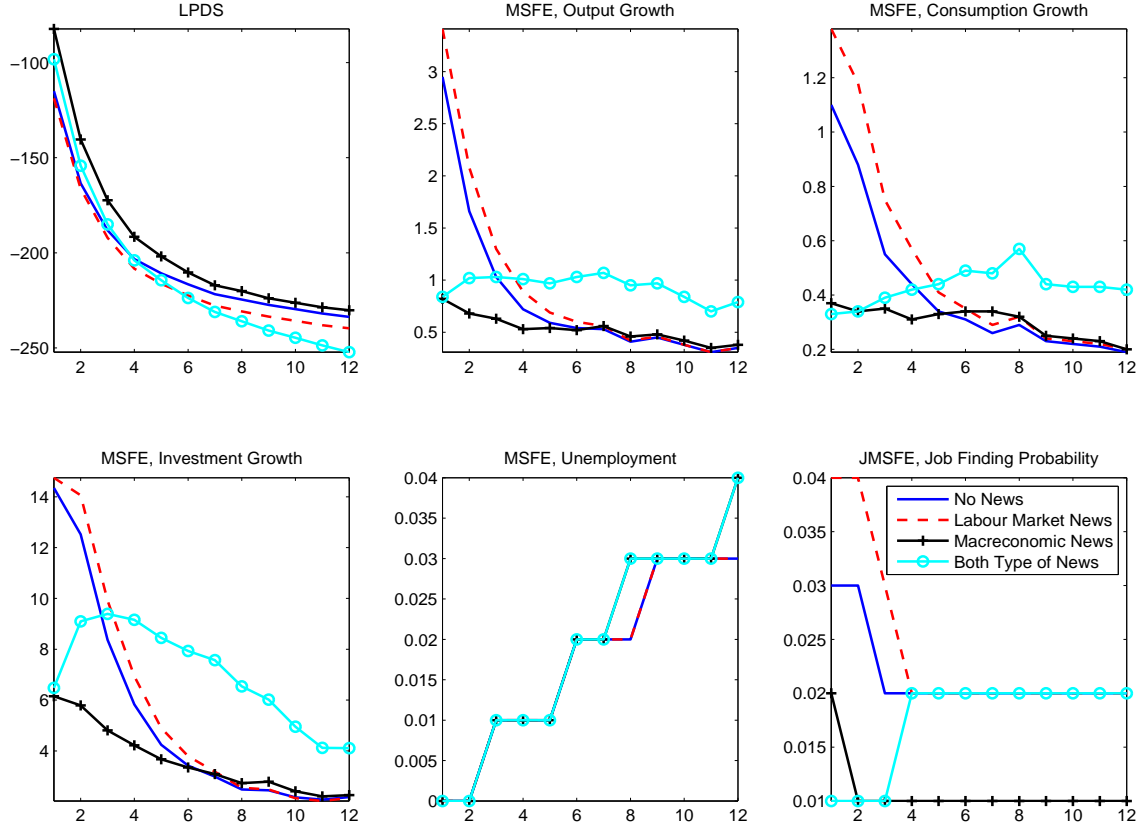 LPDS
MSFE, Output Growth
MSFE, Consumption Growth
−100
−150
−200
−250
2 4 6 8 10 12
3
2.5
2
1.5
1
0.5
2 4 6 8 10 12
1.2
1
0.8
0.6
0.4
0.2
2 4 6 8 10 12
MSFE, Investment Growth
MSFE, Unemployment
JMSFE, Job Finding Probability
14
12
10
8
6
4
2 4 6 8 10 12
0.04
0.035
0.03
0.025
0.02
0.015
0.01
0.005
0
2 4 6 8 10 12
0.04
0.035
0.03
0.025
0.02
0.015
0.01
2 4 6 8 10 12
No News
Labour Market News
Macreconomic News
Both Type of News